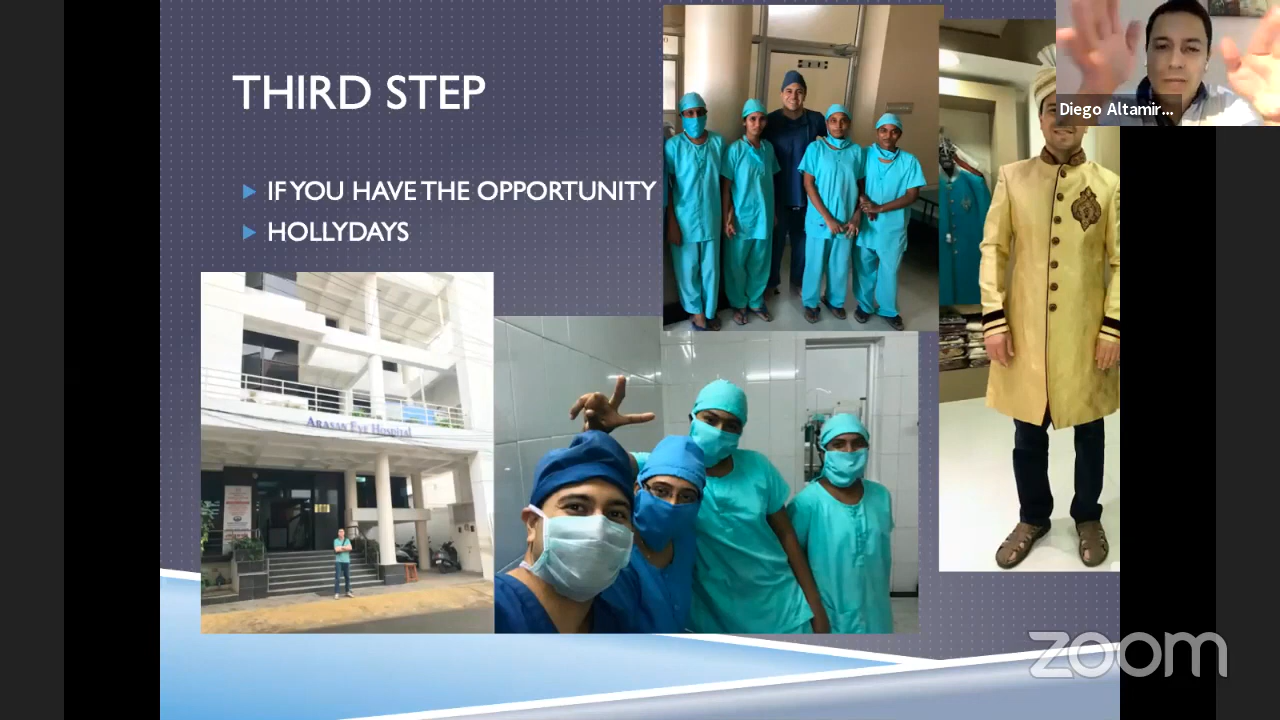 THIRD STEP
IF YOU HAVE THE OPPORTUNITY
HOLLYDAYS
Diego Altamir...
ARASAN EYE HOSPITAL
zoom